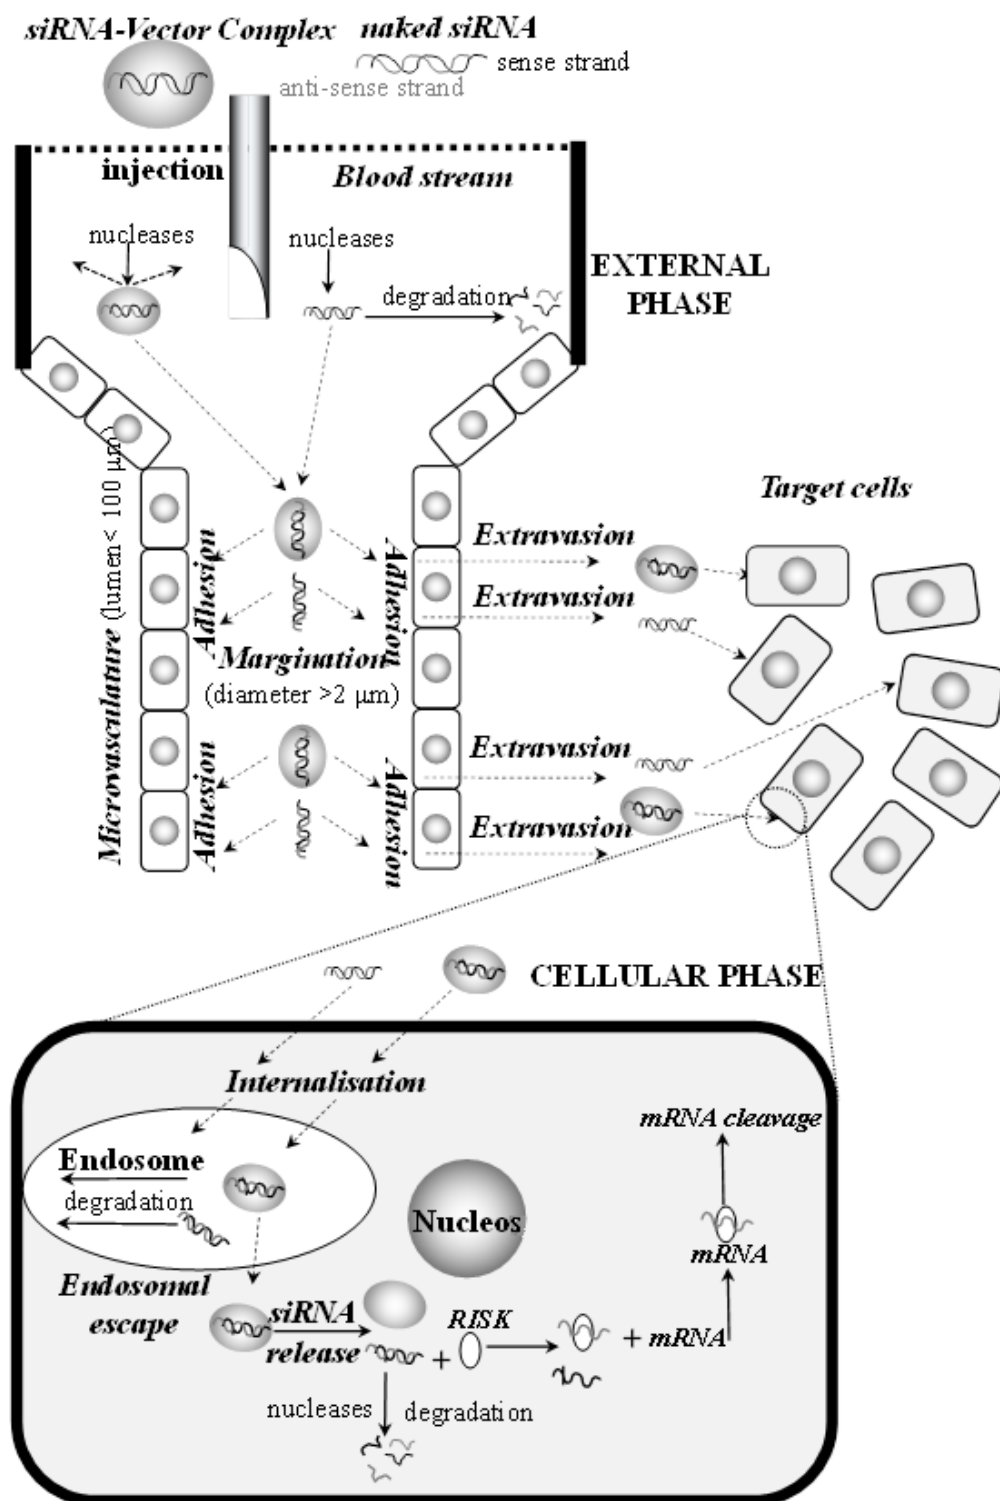 siRNA-Vector Complex
naked siRNA
sense strand
anti-sense strand
injection
Blood stream
nucleases
nucleases
degradation
EXTERNAL
PHASE
Microvasculature (lumen< 100 µm)
Target cells
Adhesion
Adhesion
Extravasion
Extravasion
Margination
(diameter >2 µm)
Adhesion
Adhesion
Extravasion
Extravasion
CELLULAR PHASE
Internalisation
mRNA cleavage
Endosome
degradation
Nucleos
mRNA
Endosomal
escape
siRNA
release
+
RISK
+ mRNA
nucleases
degradation